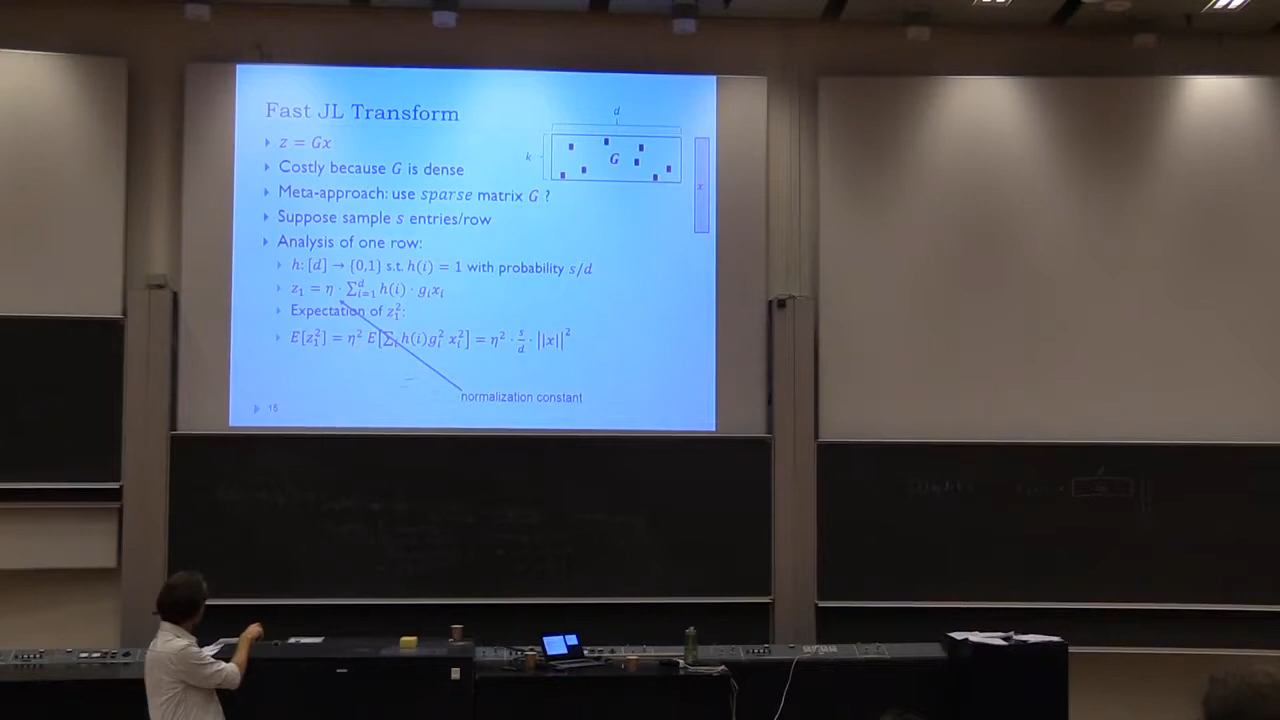 Fast JL Transform
z = Gx
Costly because G is dense
Meta-approach: use sparse matrix G ?
Suppose sample s entries/row
Analysis of one row:
h: [d] → {0,1} s.t. h(i) = 1 with probability s/d
z₁ = η · ∑ᵢ₌₁ᵈ h(i) · gᵢxᵢ
Expectation of z₁²:
E[z₁²] = η² E[∑ᵢ h(i)gᵢ² xᵢ²] = η² · s/d · ||x||²
normalization constant
15
d
k
G
x